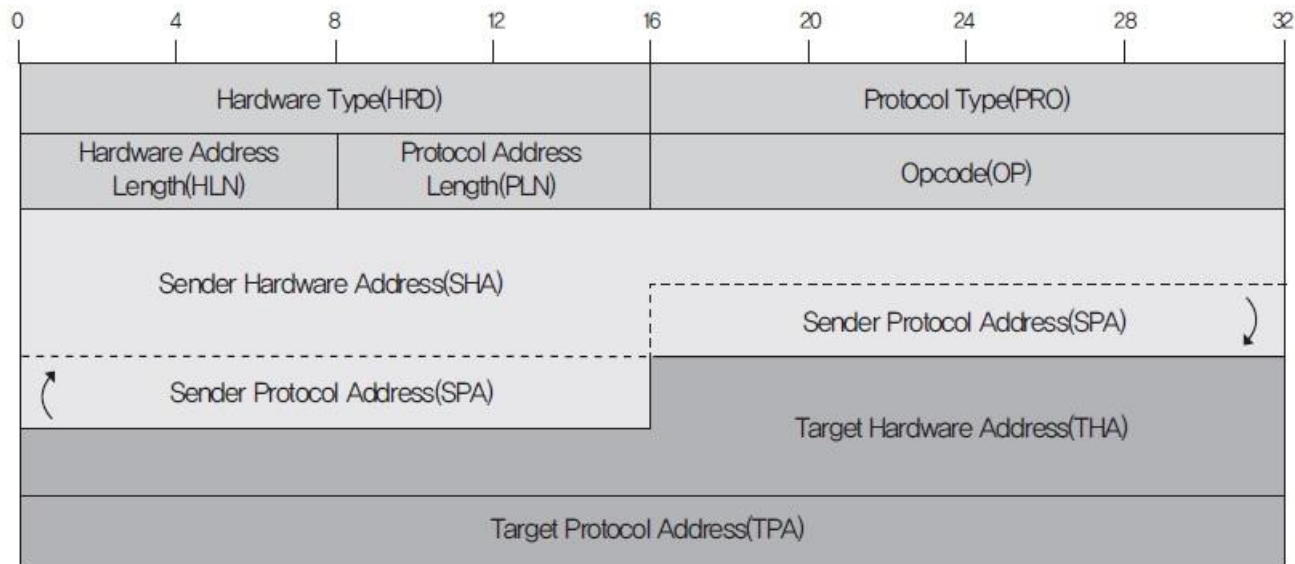 0 4 8 12 16 20 24 28 32
Hardware Type(HRD)
Protocol Type(PRO)
Hardware Address
Length(HLN)
Protocol Address
Length(PLN)
Opcode(OP)
Sender Hardware Address(SHA)
Sender Protocol Address(SPA)
Sender Protocol Address(SPA)
Target Hardware Address(THA)
Target Protocol Address(TPA)